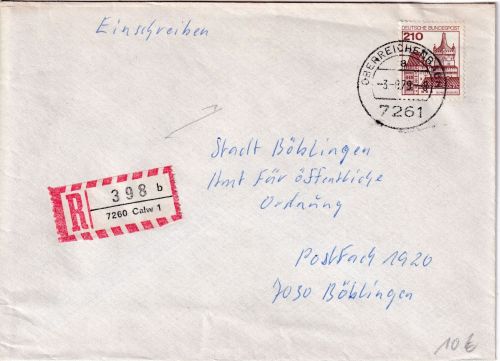 Einschreiben
DEUTSCHE BUNDESPOST
210
OBERREICHENBACH
a
7261
R
398 b
7260 Calw 1
Stadt Böblingen
Amt für öffentliche
Ordnung
Postfach 1920
7030 Böblingen
10 €